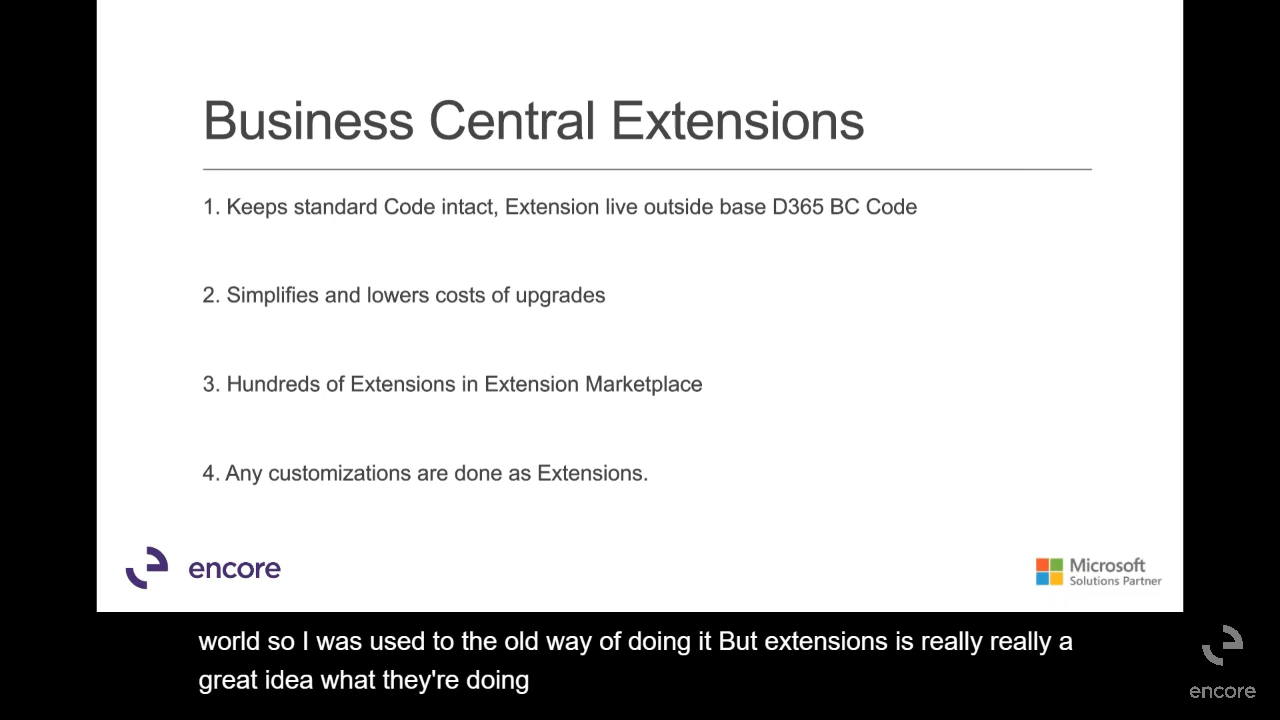 Business Central Extensions
1. Keeps standard Code intact, Extension live outside base D365 BC Code
2. Simplifies and lowers costs of upgrades
3. Hundreds of Extensions in Extension Marketplace
4. Any customizations are done as Extensions.
encore
Microsoft
Solutions Partner
world so I was used to the old way of doing it But extensions is really really a
great idea what they're doing
encore